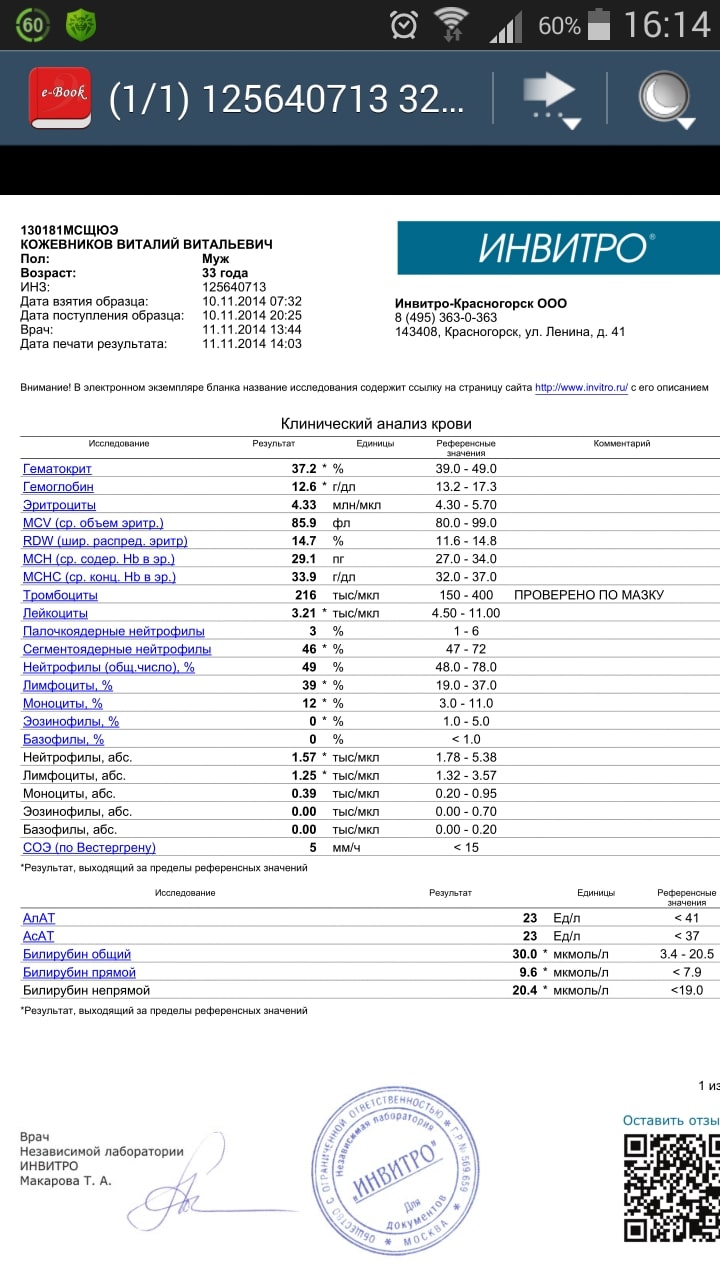 60 60% 16:14
e-Book (1/1) 125640713 32...
130181МСЩЮЭ
КОЖЕВНИКОВ ВИТАЛИЙ ВИТАЛЬЕВИЧ
Пол: Муж
Возраст: 33 года
ИНЗ: 125640713
Дата взятия образца: 10.11.2014 07:32
Дата поступления образца: 10.11.2014 20:25
Врач: 11.11.2014 13:44
Дата печати результата: 11.11.2014 14:03
ИНВИТРО®
Инвитро-Красногорск ООО
8 (495) 363-0-363
143408, Красногорск, ул. Ленина, д. 41
Внимание! В электронном экземпляре бланка название исследования содержит ссылку на страницу сайта http://www.invitro.ru/ с его описанием
Клинический анализ крови
Исследование Результат Единицы Референсные значения Комментарий
Гематокрит 37.2 * % 39.0 - 49.0
Гемоглобин 12.6 * г/дл 13.2 - 17.3
Эритроциты 4.33 млн/мкл 4.30 - 5.70
MCV (ср. объем эритр.) 85.9 фл 80.0 - 99.0
RDW (шир. распред. эритр) 14.7 % 11.6 - 14.8
MCH (ср. содер. Hb в эр.) 29.1 пг 27.0 - 34.0
MCHC (ср. конц. Hb в эр.) 33.9 г/дл 32.0 - 37.0
Тромбоциты 216 тыс/мкл 150 - 400 ПРОВЕРЕНО ПО МАЗКУ
Лейкоциты 3.21 * тыс/мкл 4.50 - 11.00
Палочкоядерные нейтрофилы 3 % 1 - 6
Сегментоядерные нейтрофилы 46 * % 47 - 72
Нейтрофилы (общ.число), % 49 % 48.0 - 78.0
Лимфоциты, % 39 * % 19.0 - 37.0
Моноциты, % 12 * % 3.0 - 11.0
Эозинофилы, % 0 * % 1.0 - 5.0
Базофилы, % 0 % < 1.0
Нейтрофилы, абс. 1.57 * тыс/мкл 1.78 - 5.38
Лимфоциты, абс. 1.25 * тыс/мкл 1.32 - 3.57
Моноциты, абс. 0.39 тыс/мкл 0.20 - 0.95
Эозинофилы, абс. 0.00 тыс/мкл 0.00 - 0.70
Базофилы, абс. 0.00 тыс/мкл 0.00 - 0.20
СОЭ (по Вестергрену) 5 мм/ч < 15
*Результат, выходящий за пределы референсных значений
Исследование Результат Единицы Референсные значения
АлАТ 23 Ед/л < 41
АсАТ 23 Ед/л < 37
Билирубин общий 30.0 * мкмоль/л 3.4 - 20.5
Билирубин прямой 9.6 * мкмоль/л < 7.9
Билирубин непрямой 20.4 * мкмоль/л <19.0
*Результат, выходящий за пределы референсных значений
1 из
Оставить отзы
Врач
Независимой лаборатории
ИНВИТРО
Макарова Т. А.
ОБЩЕСТВО С ОГРАНИЧЕННОЙ ОТВЕТСТВЕННОСТЬЮ * МОСКВА *
Независимая лаборатория
"ИНВИТРО"
Для
документов